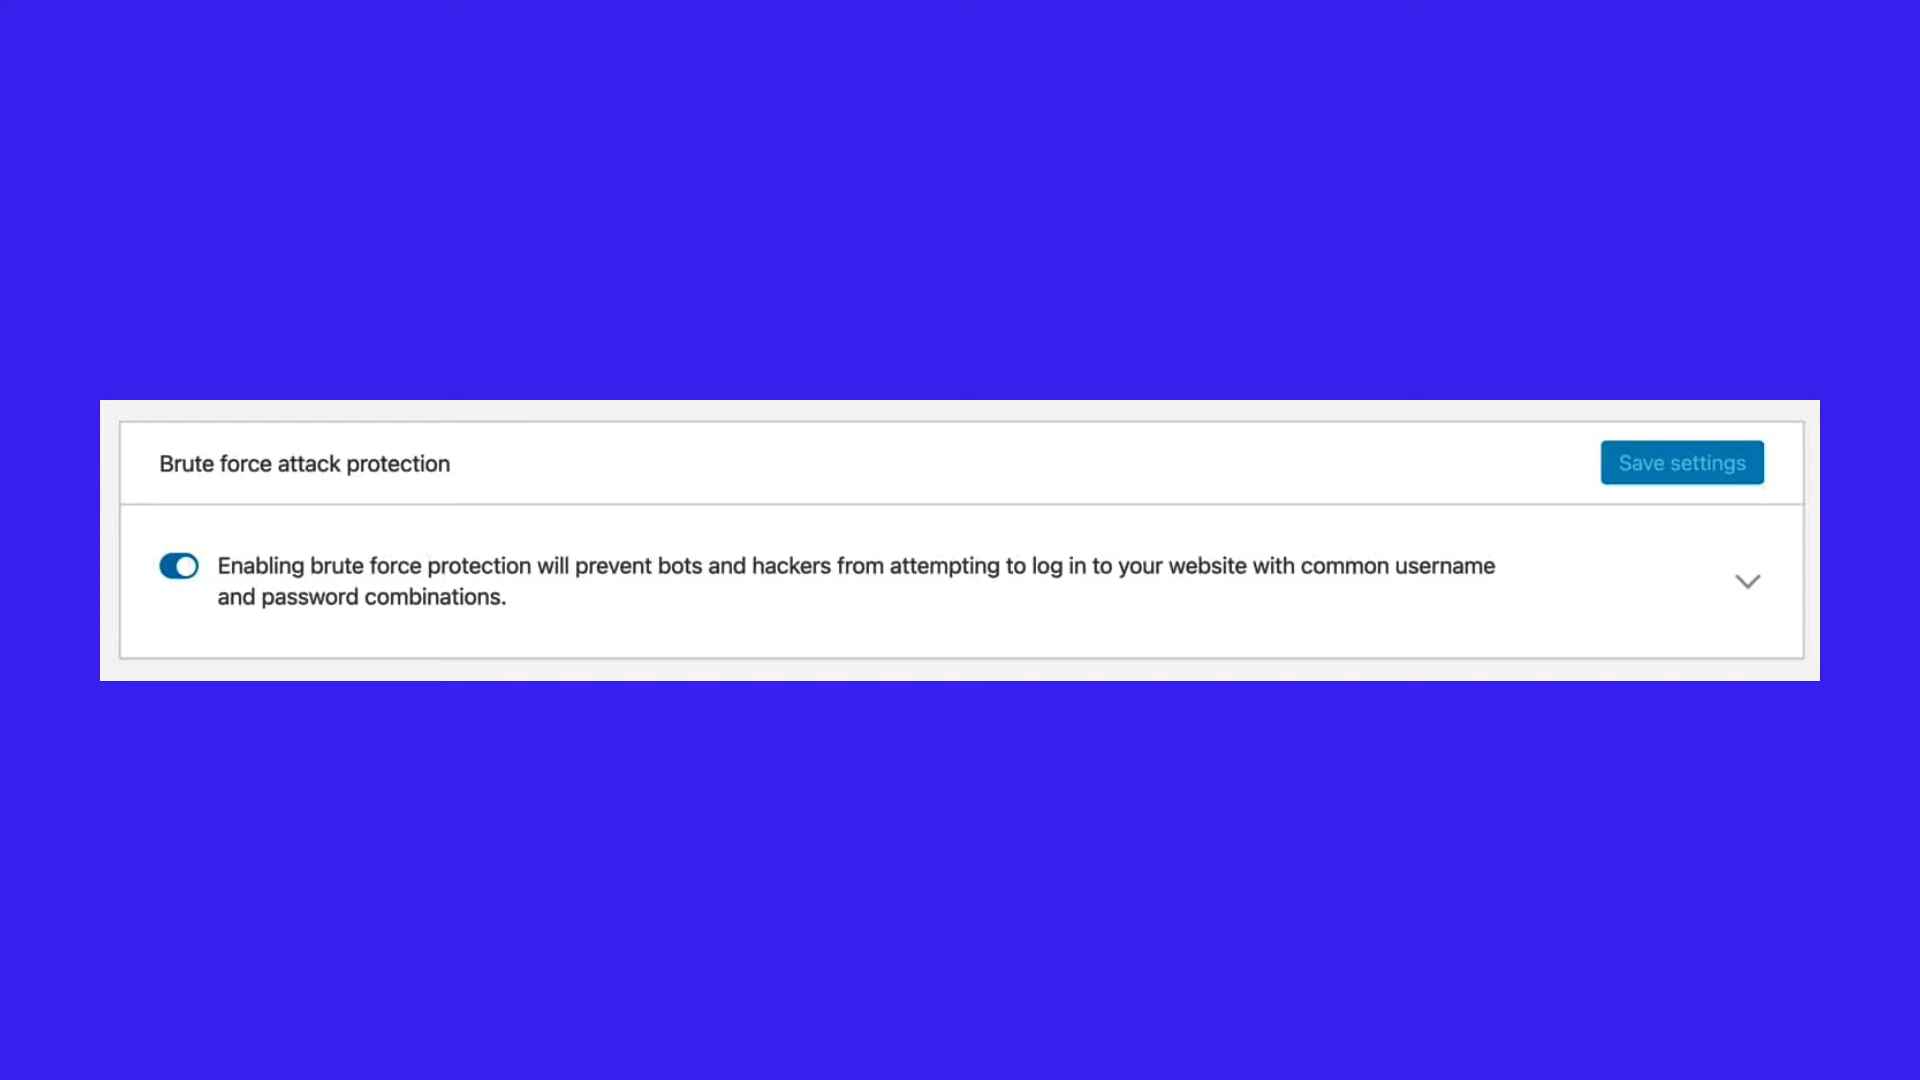 Brute force attack protection
Save settings
Enabling brute force protection will prevent bots and hackers from attempting to log in to your website with common username
and password combinations.